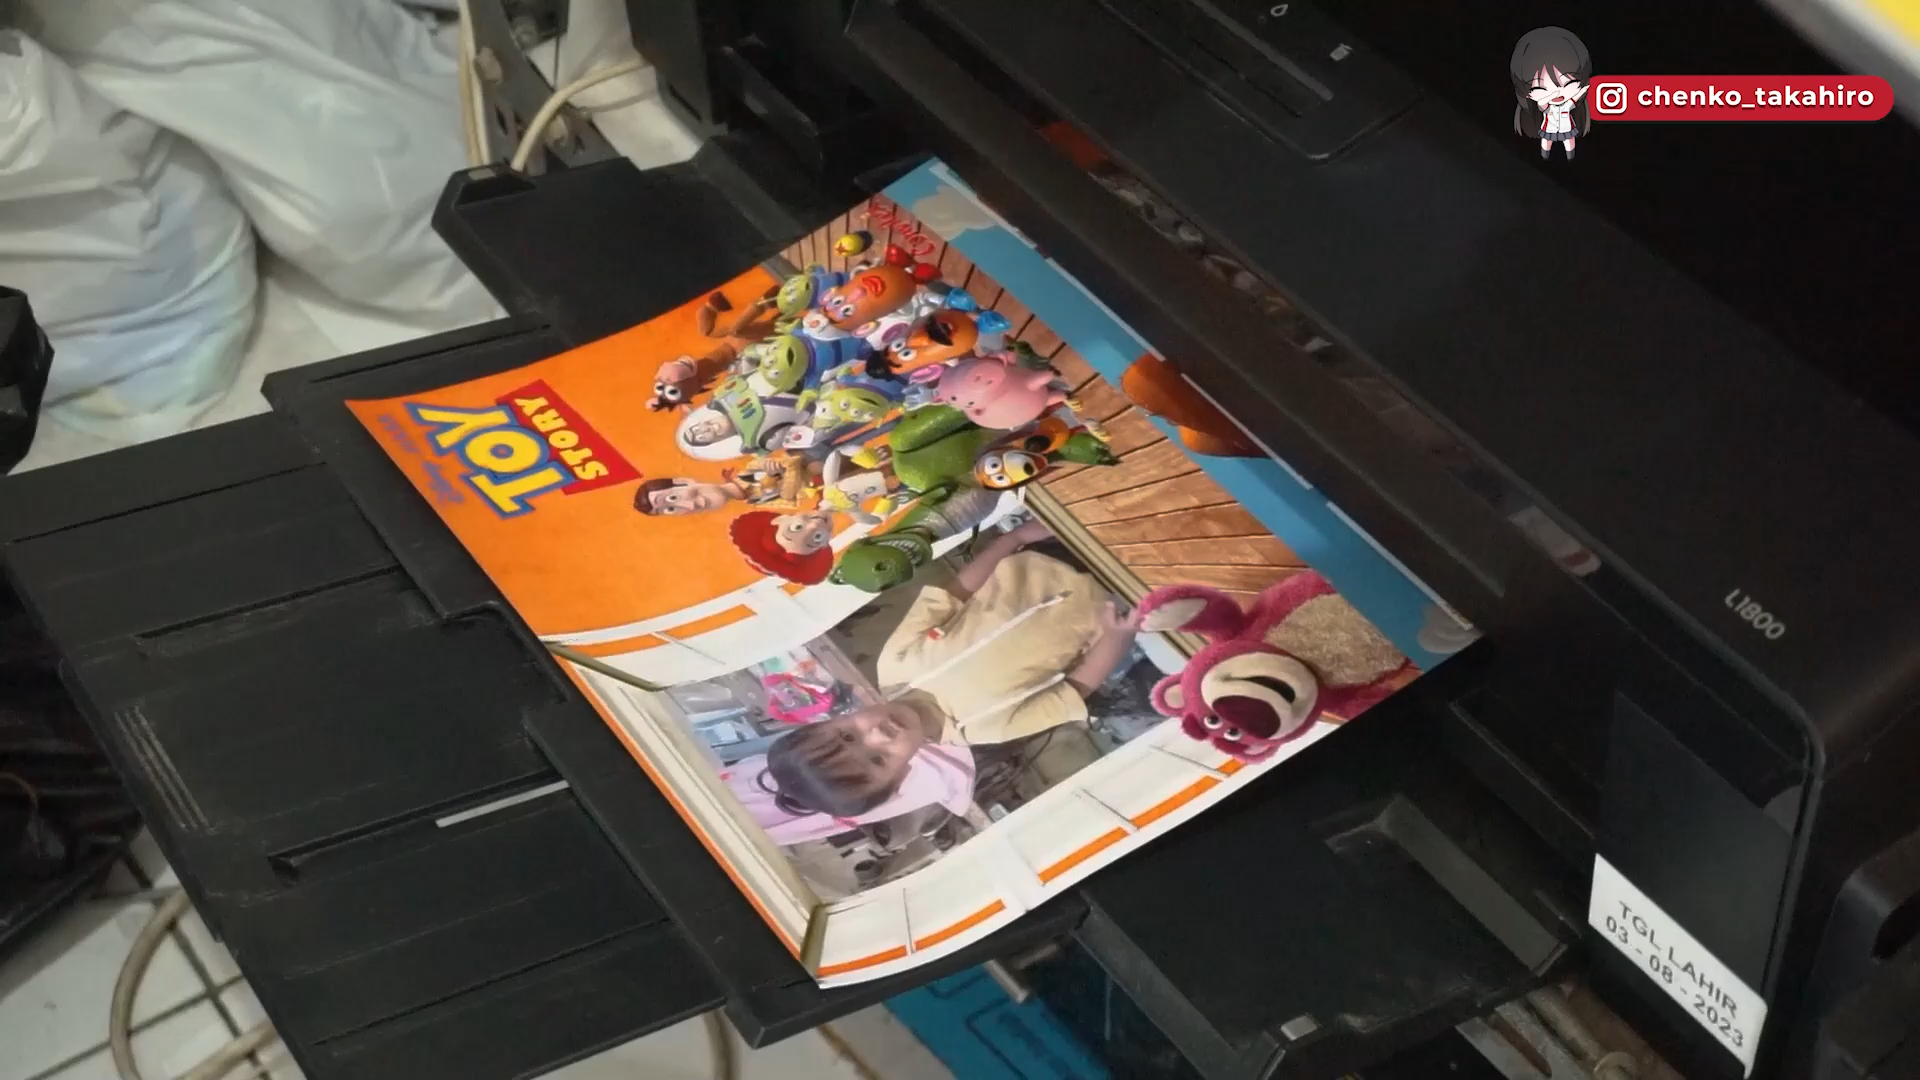 chenko_takahiro
TOY
STORY
L1800
TGL LAHIR
03 - 08 - 2023